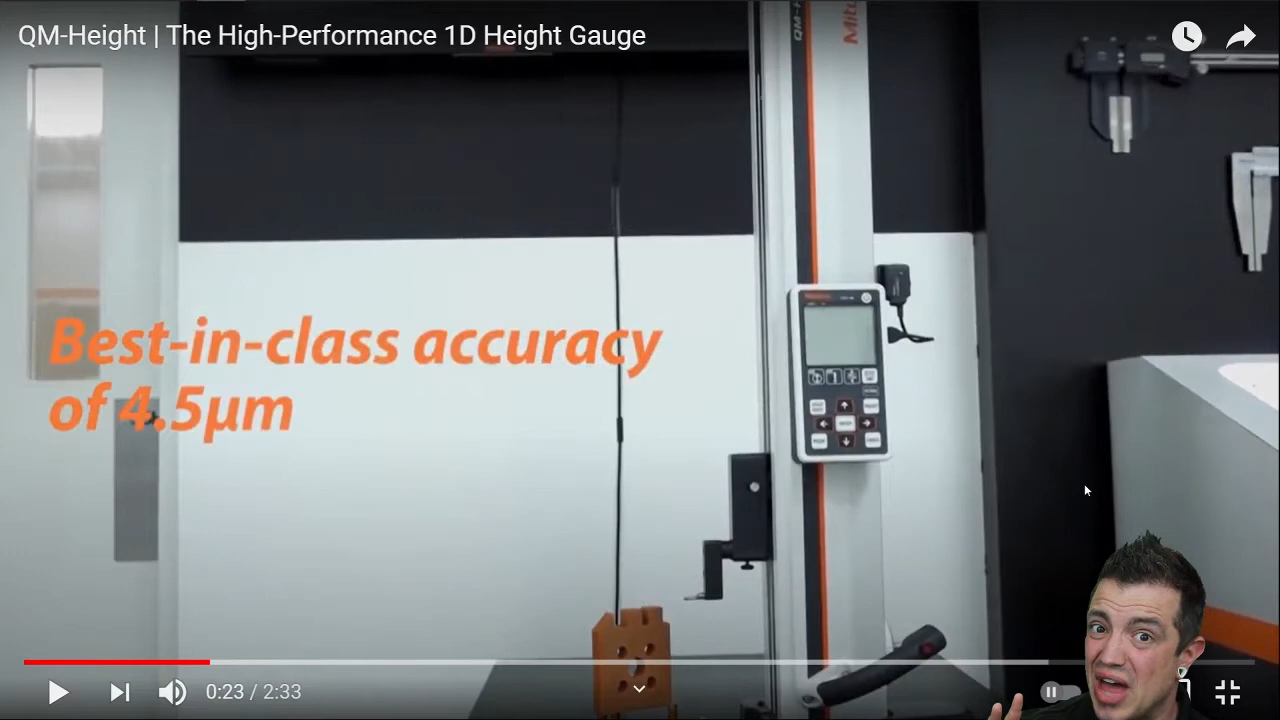 QM-Height | The High-Performance 1D Height Gauge
Best-in-class accuracy
of 4.5µm
0:23 / 2:33